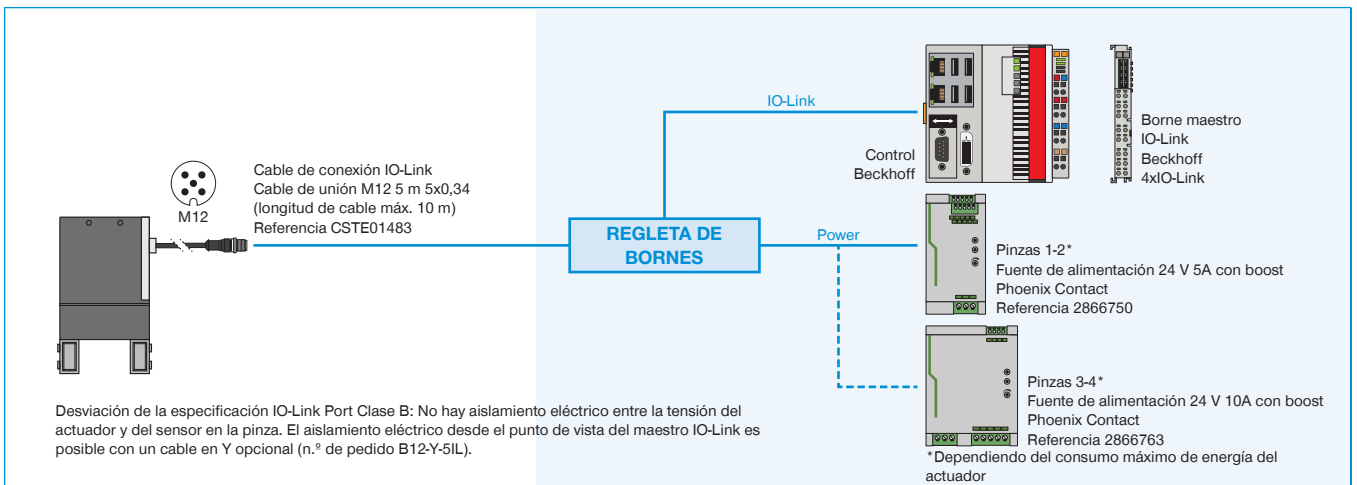 IO-Link
Control
Beckhoff
Borne maestro
IO-Link
Beckhoff
4xIO-Link
M12
Cable de conexión IO-Link
Cable de unión M12 5 m 5x0,34
(longitud de cable máx. 10 m)
Referencia CSTE01483
REGLETA DE
BORNES
Power
Pinzas 1-2*
Fuente de alimentación 24 V 5A con boost
Phoenix Contact
Referencia 2866750
Pinzas 3-4*
Fuente de alimentación 24 V 10A con boost
Phoenix Contact
Referencia 2866763
*Dependiendo del consumo máximo de energía del
actuador
Desviación de la especificación IO-Link Port Clase B: No hay aislamiento eléctrico entre la tensión del
actuador y del sensor en la pinza. El aislamiento eléctrico desde el punto de vista del maestro IO-Link es
posible con un cable en Y opcional (n.º de pedido B12-Y-5IL).